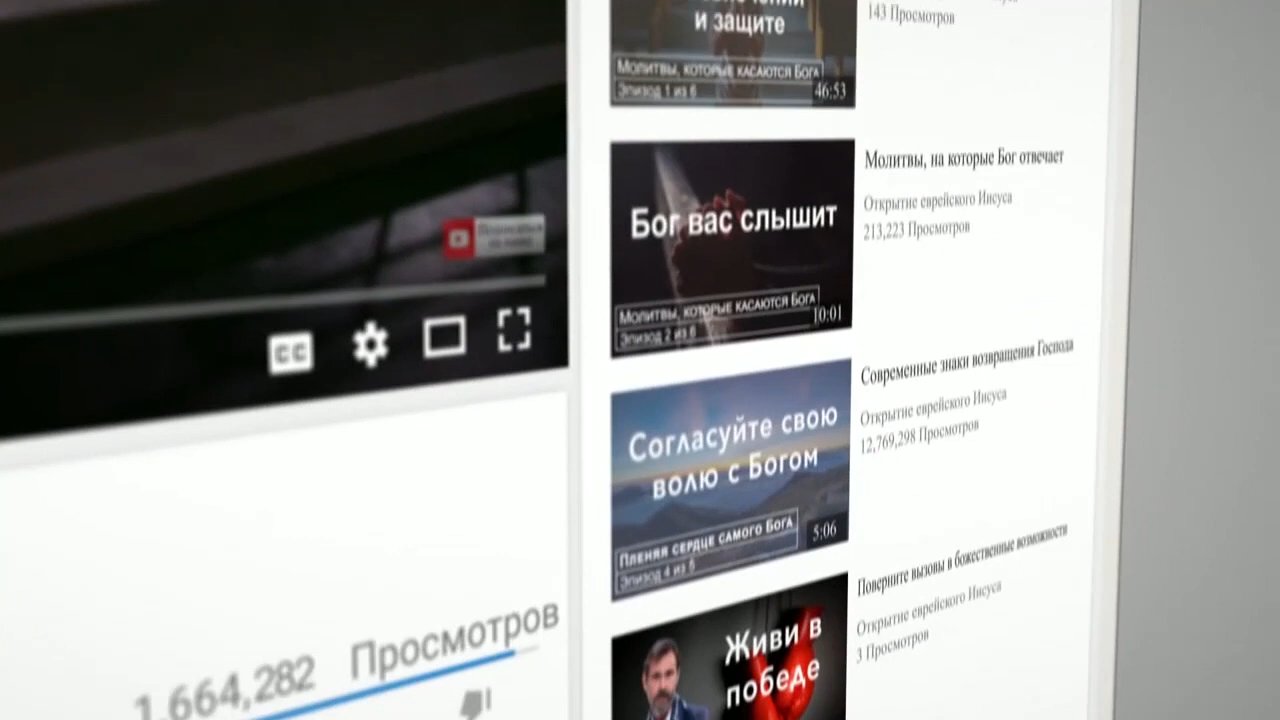 и защите
Молитвы, которые касаются Бога
Эпизод 1 из 6
46:53
143 Просмотров
Бог вас слышит
Молитвы, которые касаются Бога
Эпизод 2 из 6
10:01
Молитвы, на которые Бог отвечает
Открытие еврейского Иисуса
213,223 Просмотров
CC
Согласуйте свою
волю с Богом
Пленяя сердце самого Бога
Эпизод 4 из 5
5:06
Современные знаки возвращения Господа
Открытие еврейского Иисуса
12,769,298 Просмотров
Живи в
победе
Поверните вызовы в божественные возможности
Открытие еврейского Иисуса
3 Просмотров
1,664,282 Просмотров